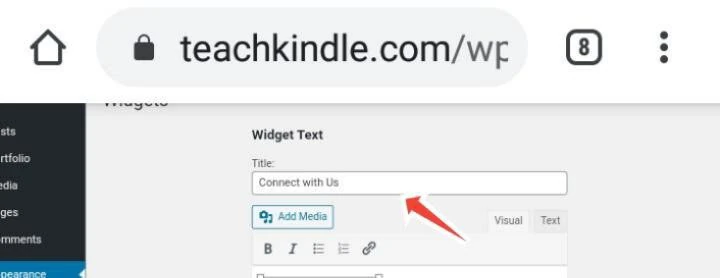 teachkindle.com/wp
8
Widgets
Widget Text
sts
Title:
rtfolio
Connect with Us
edia
ges
Add Media
Visual
Text
omments
B I
pearance